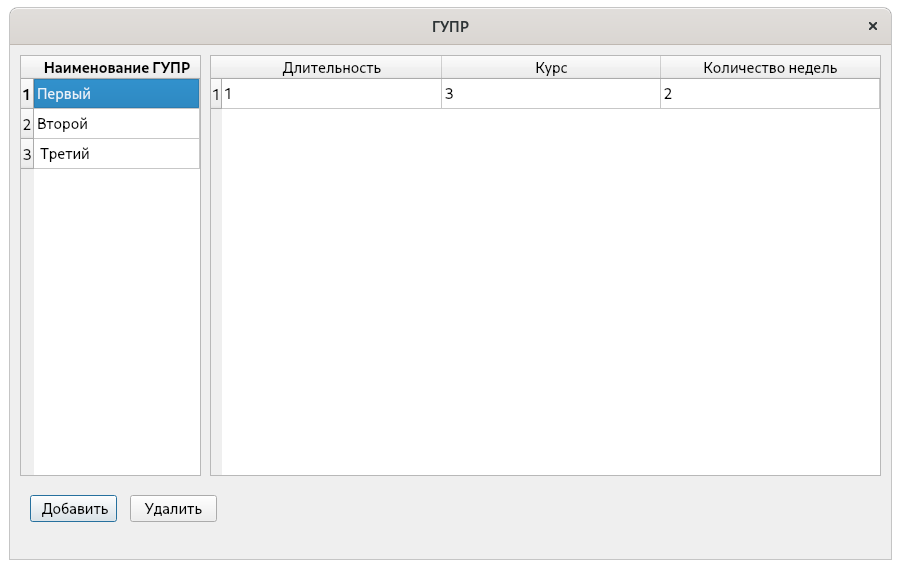 ГУПР
Наименование ГУПР
1 Первый
2 Второй
3 Третий
Длительность Курс Количество недель
1 1 3 2
Добавить Удалить